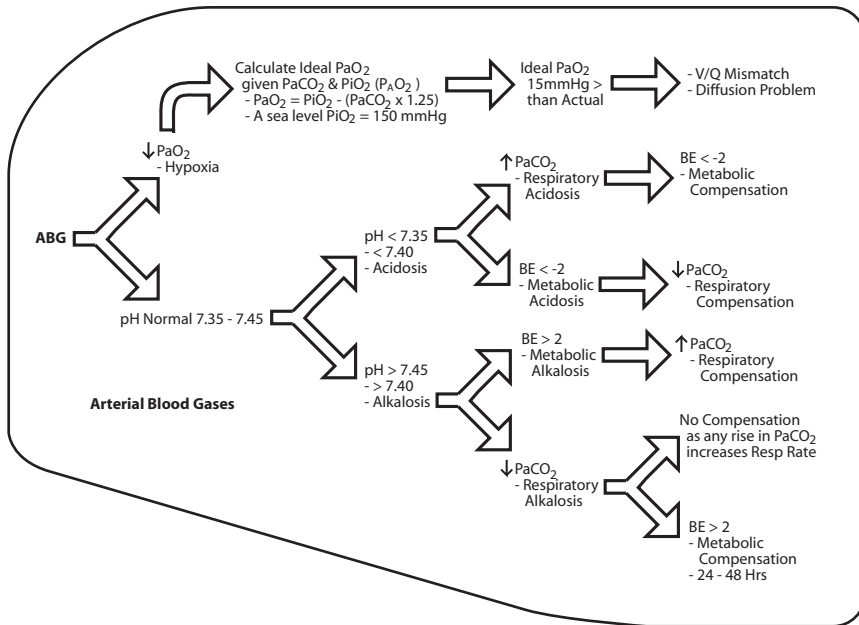 Calculate Ideal PaO₂
given PaCO₂ & PiO₂ (PₐO₂ )
- PaO₂ = PiO₂ - (PaCO₂ x 1.25)
- A sea level PiO₂ = 150 mmHg
Ideal PaO₂
15mmHg >
than Actual
- V/Q Mismatch
- Diffusion Problem
↓PaO₂
- Hypoxia
ABG
pH Normal 7.35 - 7.45
Arterial Blood Gases
pH < 7.35
- < 7.40
- Acidosis
↑PaCO₂
- Respiratory
Acidosis
BE < -2
- Metabolic
Compensation
BE < -2
- Metabolic
Acidosis
↓PaCO₂
- Respiratory
Compensation
pH > 7.45
- > 7.40
- Alkalosis
BE > 2
- Metabolic
Alkalosis
↑PaCO₂
- Respiratory
Compensation
↓PaCO₂
- Respiratory
Alkalosis
No Compensation
as any rise in PaCO₂
increases Resp Rate
BE > 2
- Metabolic
Compensation
- 24 - 48 Hrs